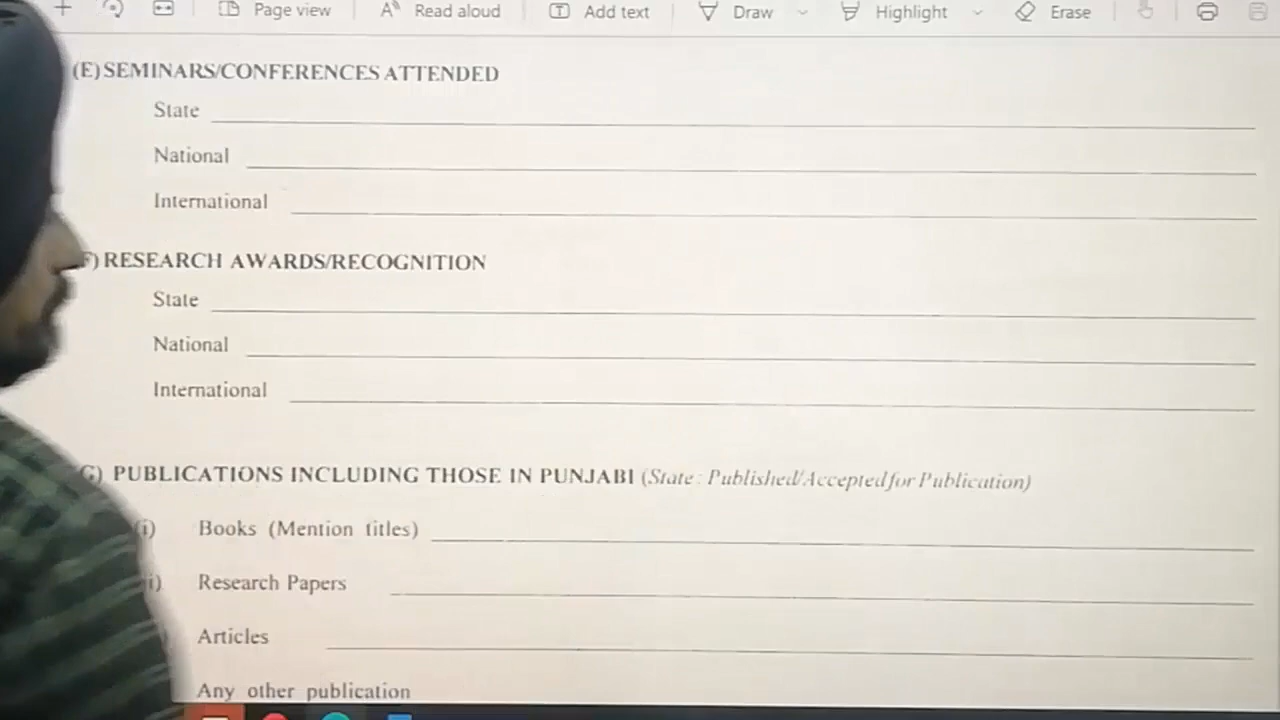 Page view Read aloud Add text Draw Highlight Erase
(E) SEMINARS/CONFERENCES ATTENDED
State
National
International
F) RESEARCH AWARDS/RECOGNITION
State
National
International
G) PUBLICATIONS INCLUDING THOSE IN PUNJABI (State : Published/Accepted for Publication)
(i) Books (Mention titles)
i) Research Papers
Articles
Any other publication